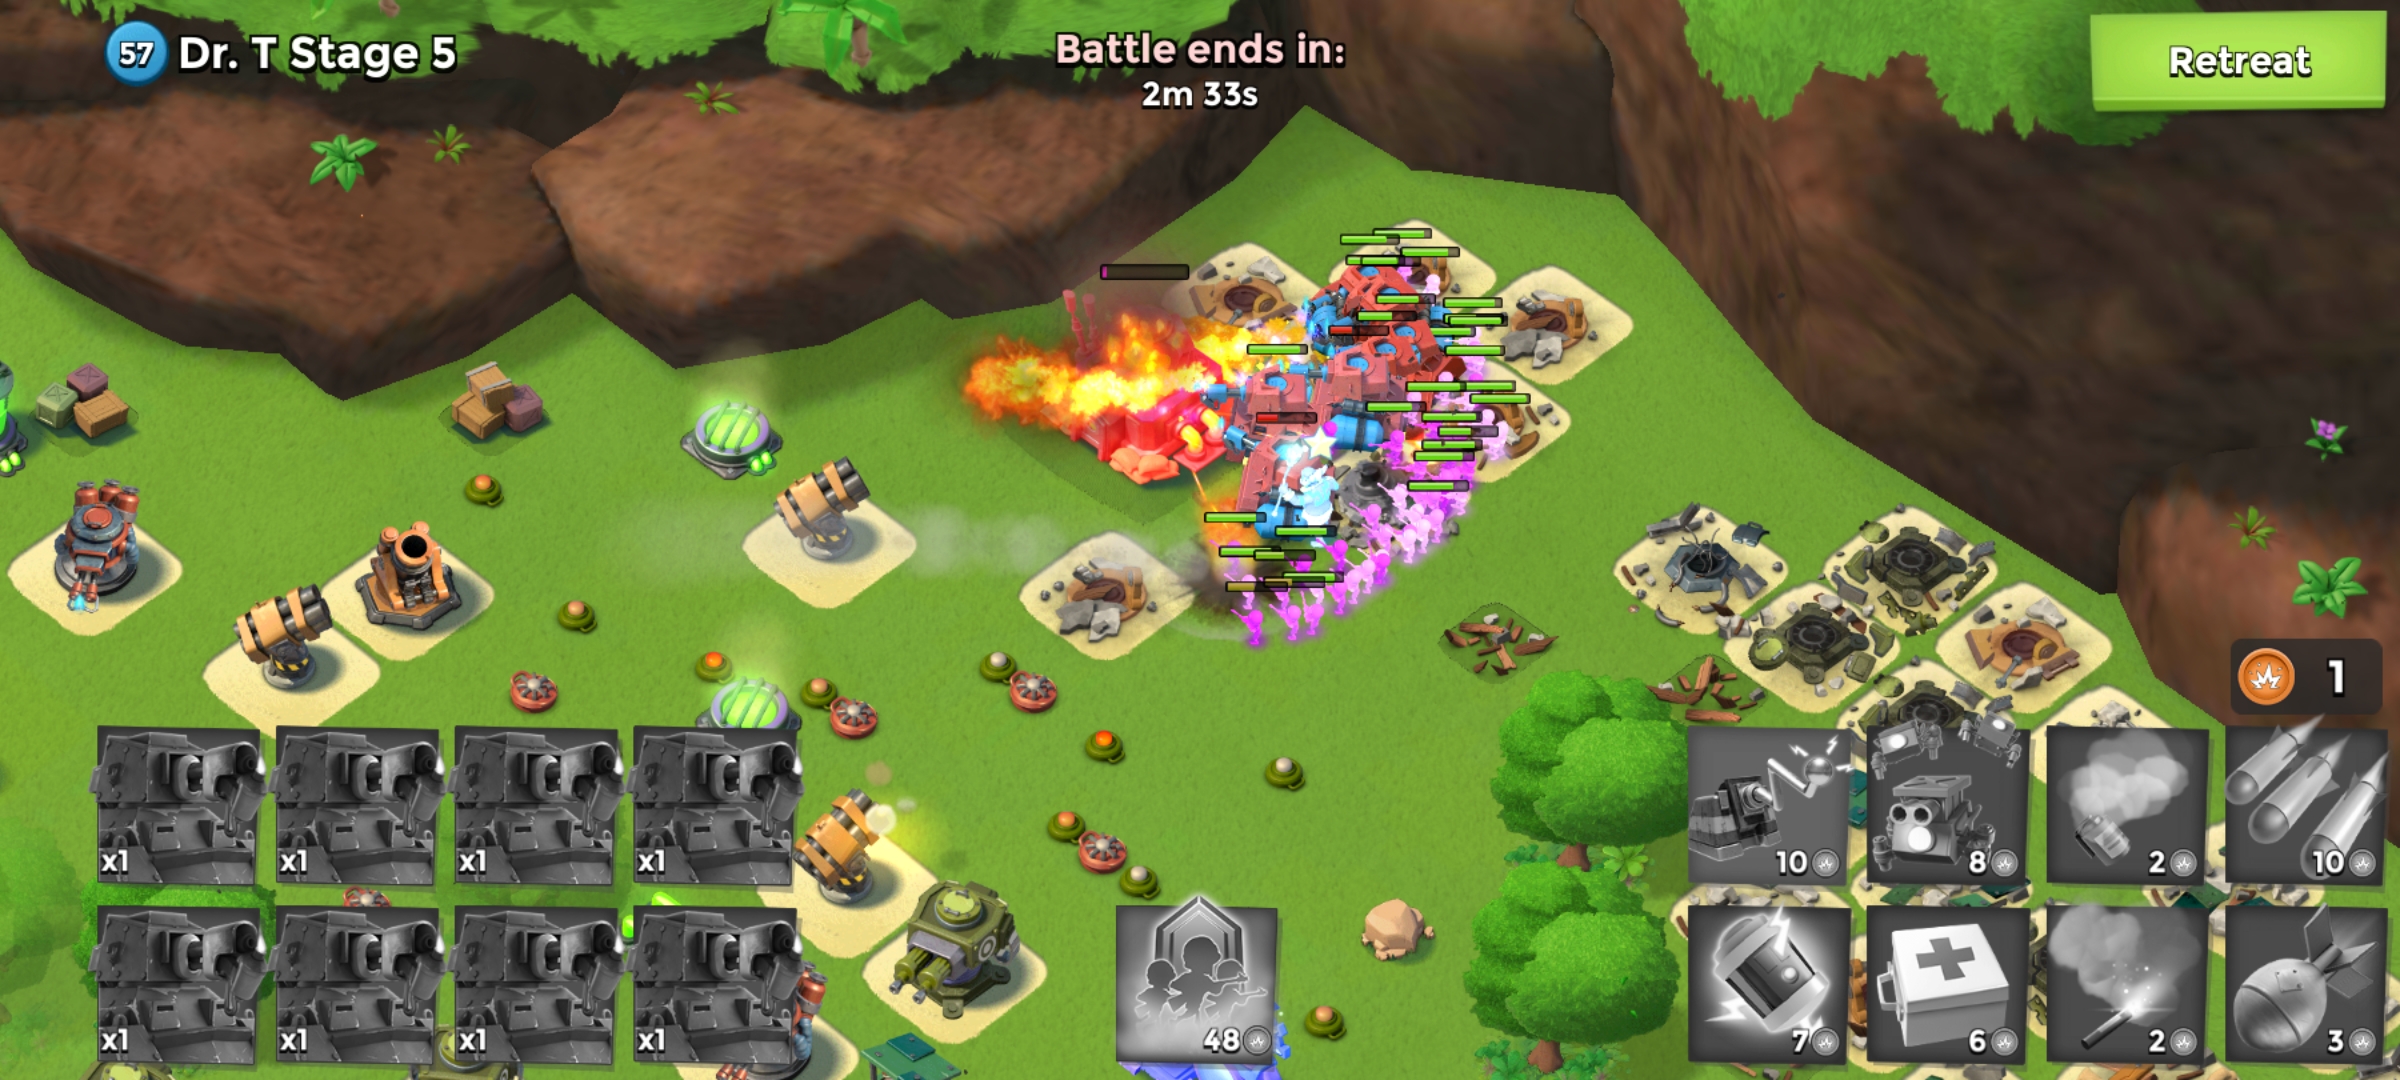 57 Dr. T Stage 5
Battle ends in:
2m 33s
Retreat
1
x1 x1 x1 x1
10 8 2 10
x1 x1 x1 x1
48
7 6 2 3